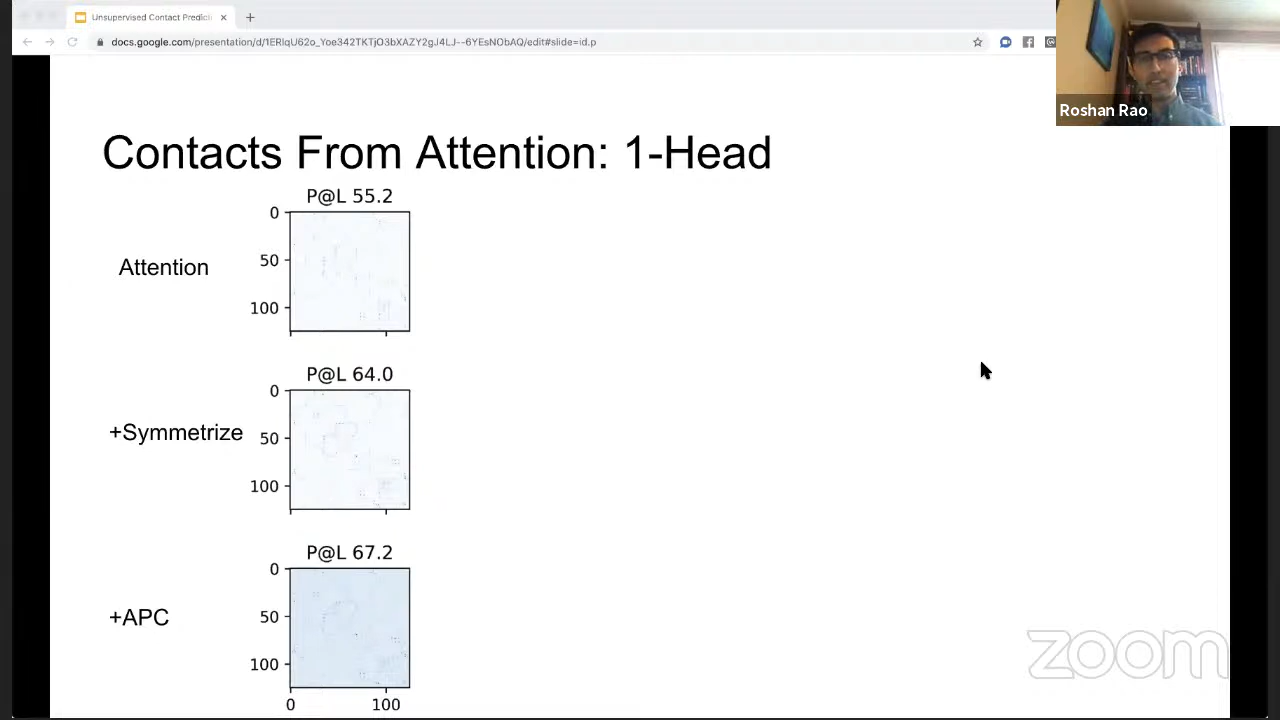 Unsupervised Contact Predicti
docs.google.com/presentation/d/1ERlqU62o_Yoe342TKTjO3bXAZY2gJ4LJ--6YEsNObAQ/edit#slide=id.p
Roshan Rao
Contacts From Attention: 1-Head
P@L 55.2
0
Attention
50
100
P@L 64.0
0
+Symmetrize
50
100
P@L 67.2
0
+APC
50
100
0 100
zoom